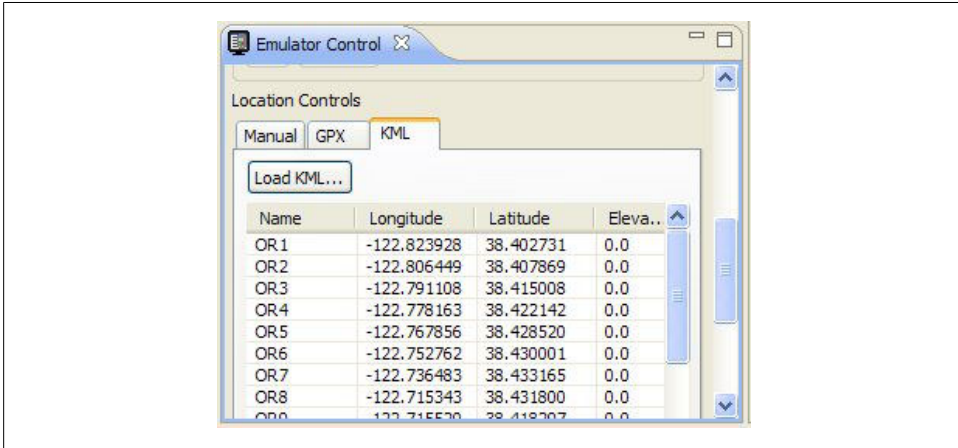 Emulator Control
Location Controls
Manual GPX KML
Load KML...
Name Longitude Latitude Eleva..
OR1 -122.823928 38.402731 0.0
OR2 -122.806449 38.407869 0.0
OR3 -122.791108 38.415008 0.0
OR4 -122.778163 38.422142 0.0
OR5 -122.767856 38.428520 0.0
OR6 -122.752762 38.430001 0.0
OR7 -122.736483 38.433165 0.0
OR8 -122.715343 38.431800 0.0